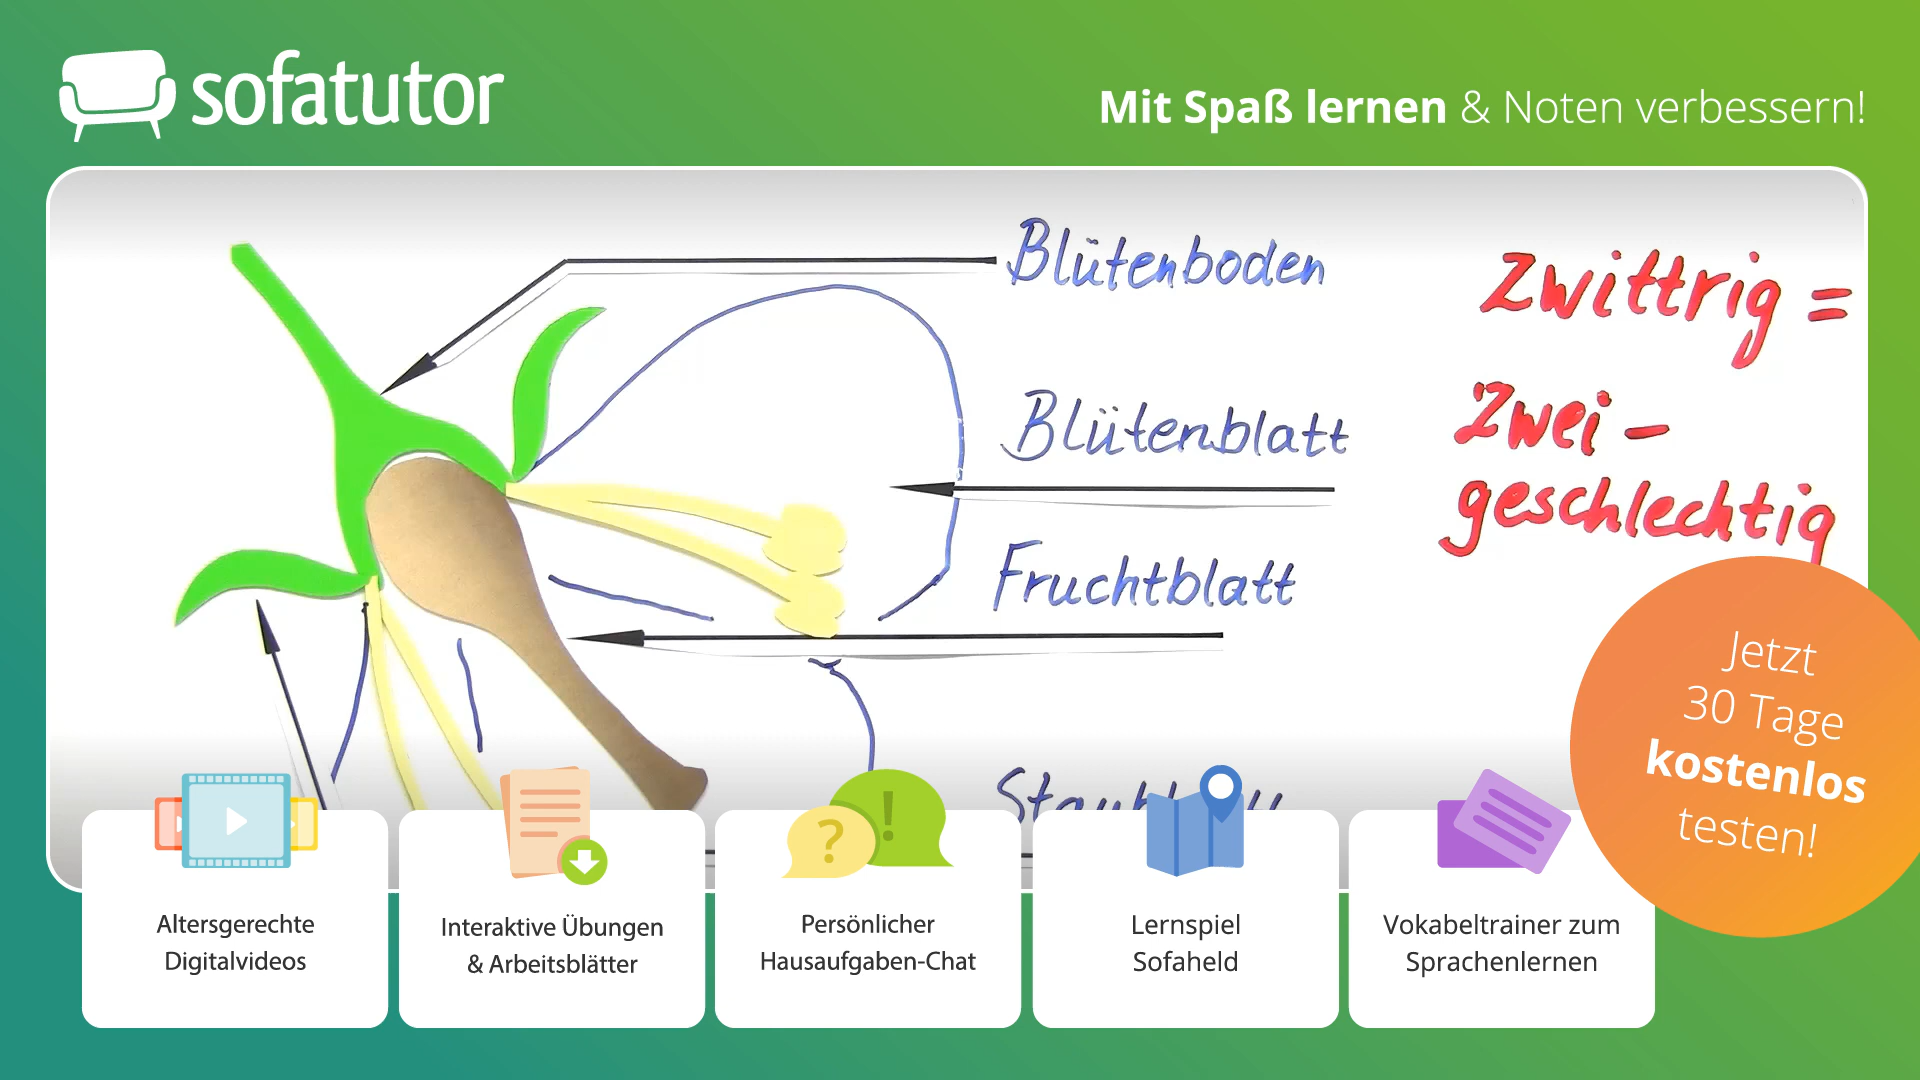 sofatutor
Mit Spaß lernen & Noten verbessern!
Blütenboden
Blütenblatt
Fruchtblatt
Zwittrig =
Zwei-
geschlechtig
Jetzt
30 Tage
kostenlos
testen!
Altersgerechte
Digitalvideos
Interaktive Übungen
& Arbeitsblätter
Persönlicher
Hausaufgaben-Chat
Lernspiel
Sofaheld
Vokabeltrainer zum
Sprachenlernen